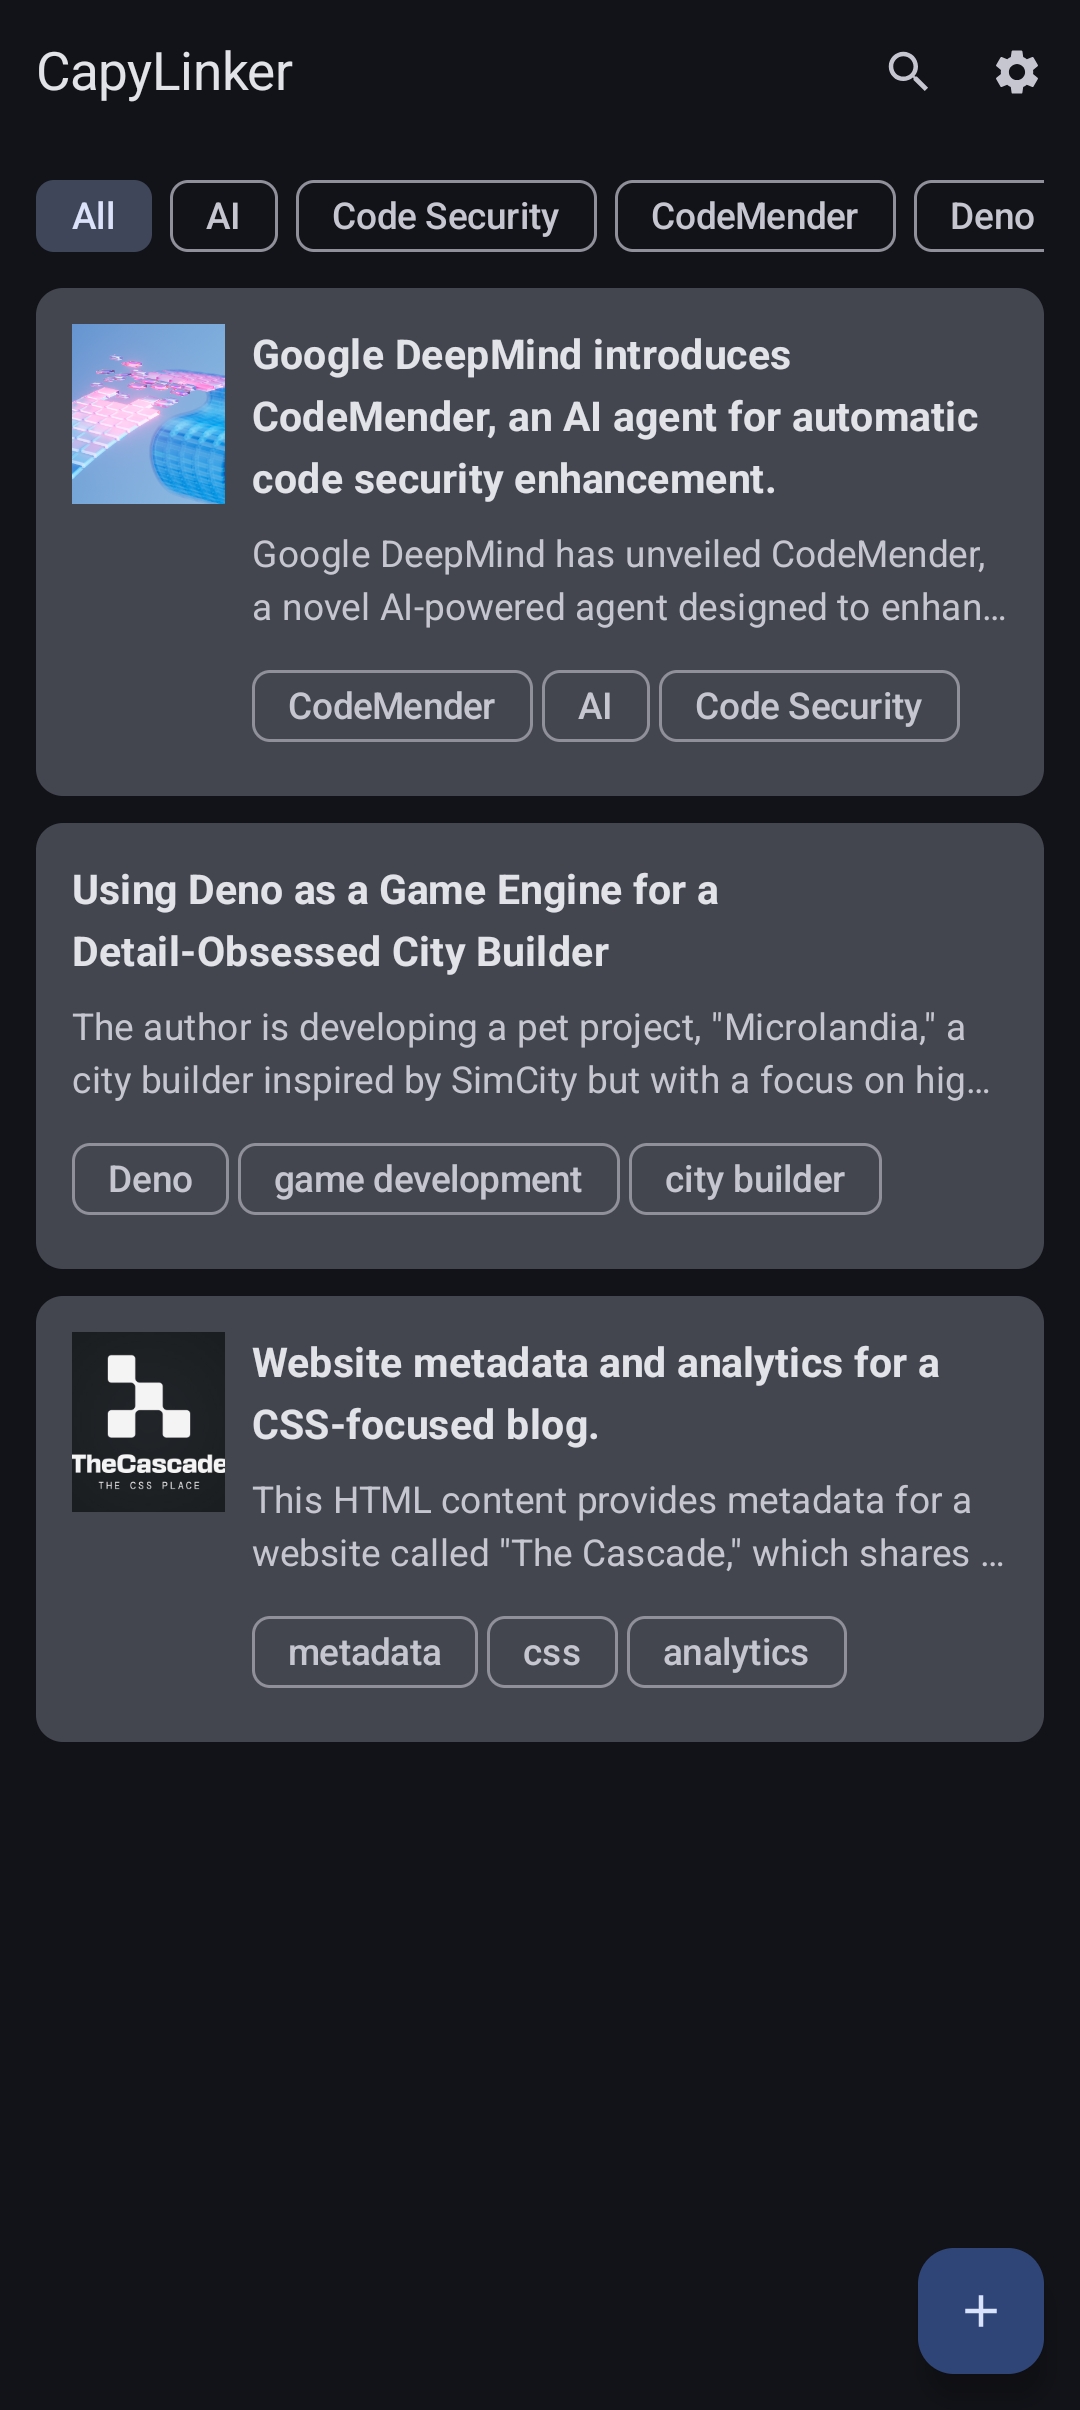 CapyLinker
All
AI
Code Security
CodeMender
Deno
Google DeepMind introduces
CodeMender, an AI agent for automatic
code security enhancement.
Google DeepMind has unveiled CodeMender,
a novel AI-powered agent designed to enhan...
CodeMender
AI
Code Security
Using Deno as a Game Engine for a
Detail-Obsessed City Builder
The author is developing a pet project, "Microlandia," a
city builder inspired by SimCity but with a focus on hig...
Deno
game development
city builder
TheCascade
THE CSS PLACE
Website metadata and analytics for a
CSS-focused blog.
This HTML content provides metadata for a
website called "The Cascade," which shares ...
metadata
css
analytics